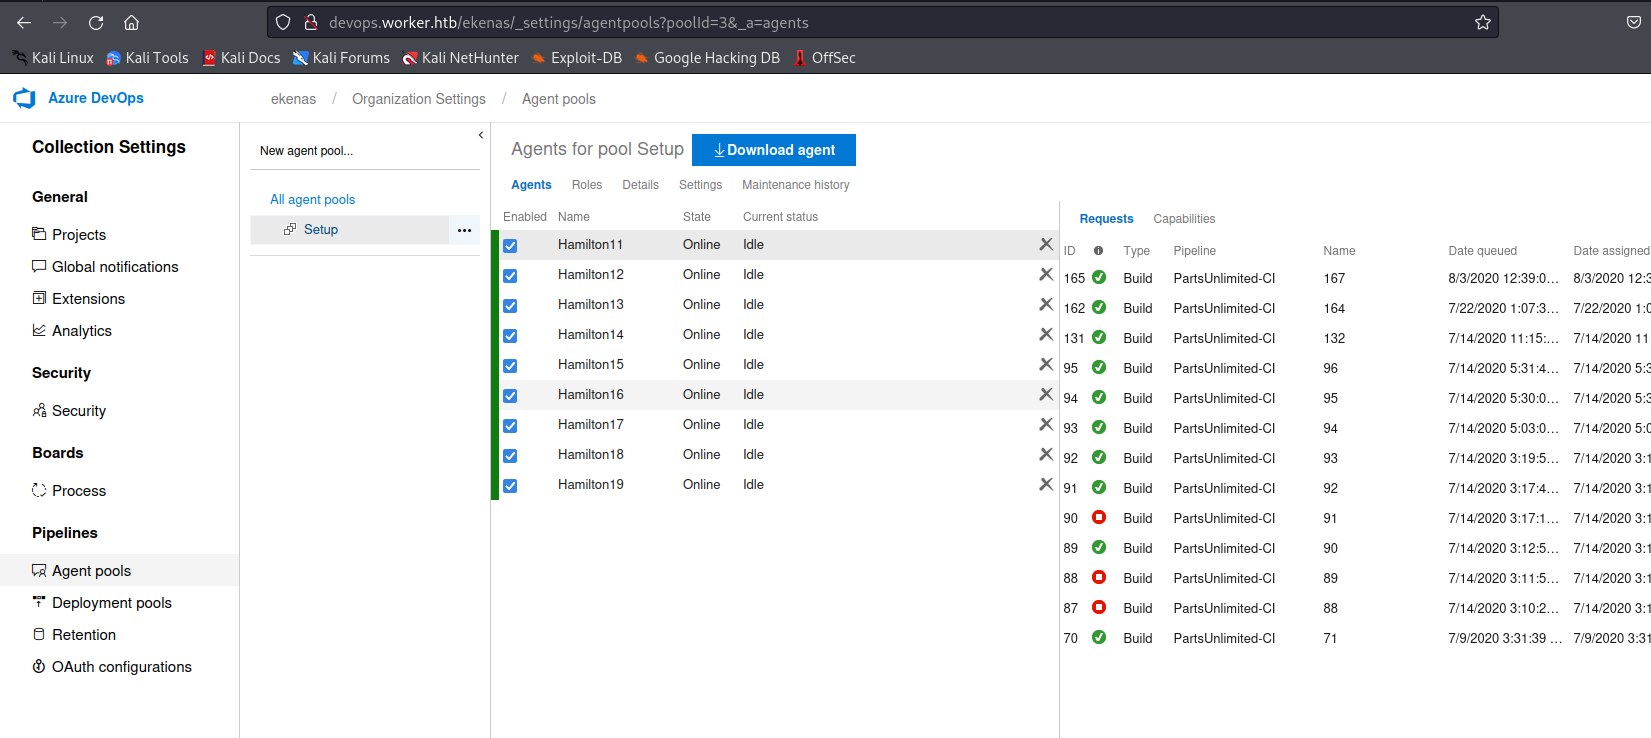 devops.worker.htb/ekenas/_settings/agentpools?poolId=3&_a=agents
Kali Linux Kali Tools Kali Docs Kali Forums Kali NetHunter Exploit-DB Google Hacking DB OffSec
Azure DevOps
ekenas / Organization Settings / Agent pools
Collection Settings
General
Projects
Global notifications
Extensions
Analytics
Security
Security
Boards
Process
Pipelines
Agent pools
Deployment pools
Retention
OAuth configurations
New agent pool...
All agent pools
Setup
Agents for pool Setup Download agent
Agents Roles Details Settings Maintenance history
Enabled Name State Current status
Hamilton11 Online Idle
Hamilton12 Online Idle
Hamilton13 Online Idle
Hamilton14 Online Idle
Hamilton15 Online Idle
Hamilton16 Online Idle
Hamilton17 Online Idle
Hamilton18 Online Idle
Hamilton19 Online Idle
Requests Capabilities
ID Type Pipeline Name Date queued Date assigned
165 Build PartsUnlimited-CI 167 8/3/2020 12:39:0... 8/3/2020 12:3
162 Build PartsUnlimited-CI 164 7/22/2020 1:07:3... 7/22/2020 1:0
131 Build PartsUnlimited-CI 132 7/14/2020 11:15:... 7/14/2020 11
95 Build PartsUnlimited-CI 96 7/14/2020 5:31:4... 7/14/2020 5:3
94 Build PartsUnlimited-CI 95 7/14/2020 5:30:0... 7/14/2020 5:3
93 Build PartsUnlimited-CI 94 7/14/2020 5:03:0... 7/14/2020 5:0
92 Build PartsUnlimited-CI 93 7/14/2020 3:19:5... 7/14/2020 3:1
91 Build PartsUnlimited-CI 92 7/14/2020 3:17:4... 7/14/2020 3:1
90 Build PartsUnlimited-CI 91 7/14/2020 3:17:1... 7/14/2020 3:1
89 Build PartsUnlimited-CI 90 7/14/2020 3:12:5... 7/14/2020 3:1
88 Build PartsUnlimited-CI 89 7/14/2020 3:11:5... 7/14/2020 3:1
87 Build PartsUnlimited-CI 88 7/14/2020 3:10:2... 7/14/2020 3:1
70 Build PartsUnlimited-CI 71 7/9/2020 3:31:39 ... 7/9/2020 3:31